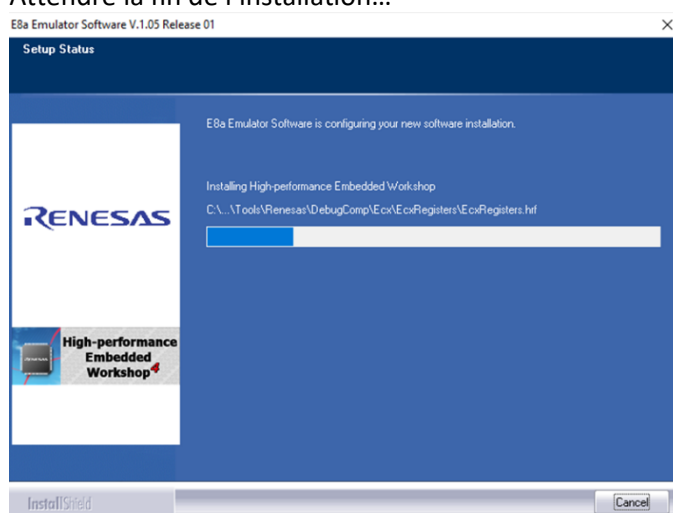 Attendre la fin de l'installation…
E8a Emulator Software V.1.05 Release 01
Setup Status
E8a Emulator Software is configuring your new software installation.
Installing High-performance Embedded Workshop
C:\...\Tools\Renesas\DebugComp\Ecx\EcxRegisters\EcxRegisters.hrf
RENESAS
High-performance
Embedded
Workshop 4
InstallShield
Cancel